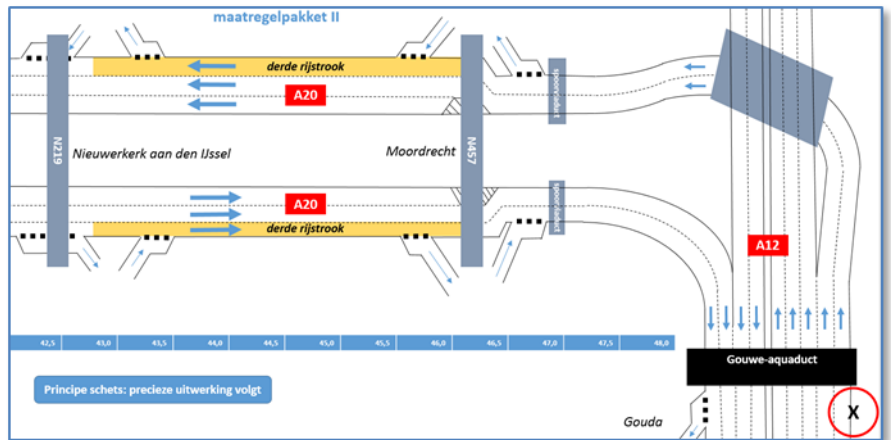 maatregelpakket II
derde rijstrook
A20
N219
Nieuwerkerk aan den IJssel
Moordrecht
N457
spoorviaduct
A20
derde rijstrook
spoorviaduct
A12
42,5 43,0 43,5 44,0 44,5 45,0 45,5 46,0 46,5 47,0 47,5 48,0
Gouwe-aquaduct
Principe schets: precieze uitwerking volgt
Gouda
X